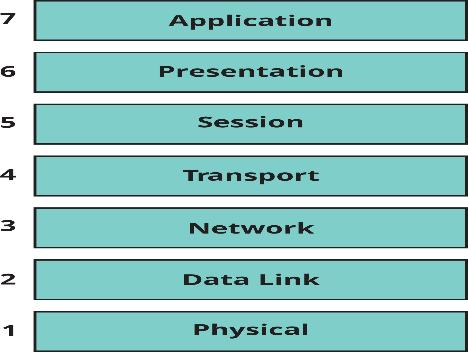 7 Application
6 Presentation
5 Session
4 Transport
3 Network
2 Data Link
1 Physical